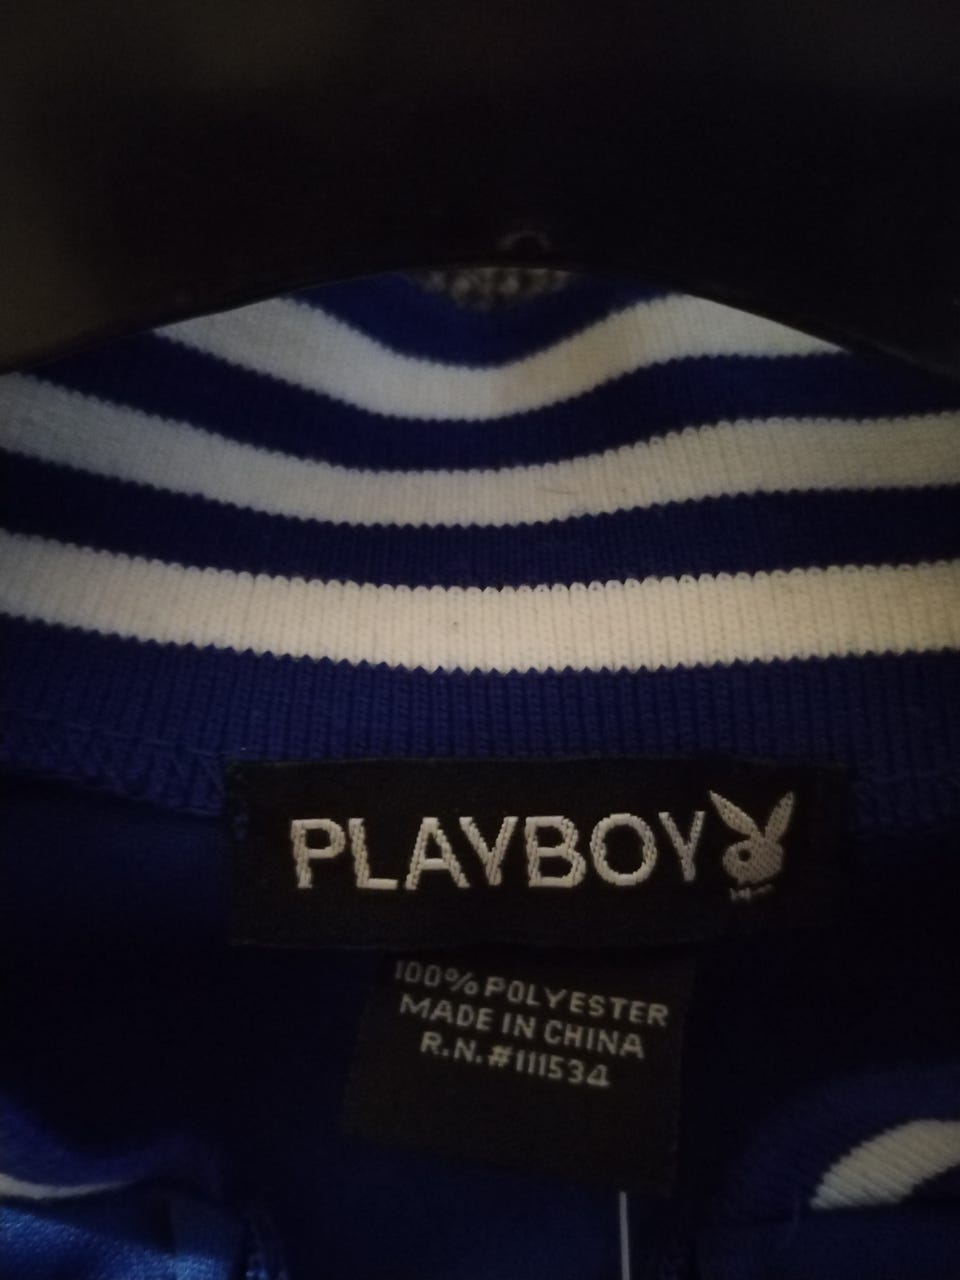 PLAYBOY
100% POLYESTER
MADE IN CHINA
R.N.#111534